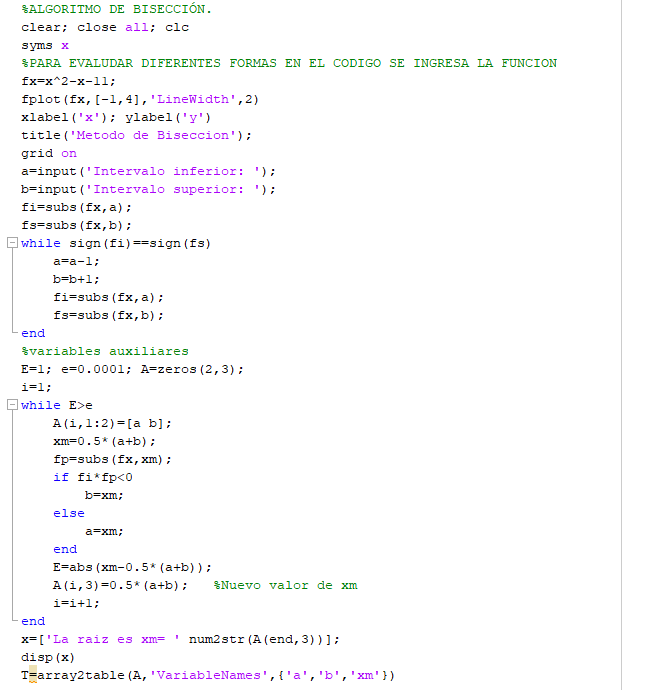 %ALGORITMO DE BISECCIÓN.
clear; close all; clc
syms x
%PARA EVALUDAR DIFERENTES FORMAS EN EL CODIGO SE INGRESA LA FUNCION
fx=x^2-x-11;
fplot(fx,[-1,4],'LineWidth',2)
xlabel('x'); ylabel('y')
title('Metodo de Biseccion');
grid on
a=input('Intervalo inferior: ');
b=input('Intervalo superior: ');
fi=subs(fx,a);
fs=subs(fx,b);
while sign(fi)==sign(fs)
    a=a-1;
    b=b+1;
    fi=subs(fx,a);
    fs=subs(fx,b);
end
%variables auxiliares
E=1; e=0.0001; A=zeros(2,3);
i=1;
while E>e
    A(i,1:2)=[a b];
    xm=0.5*(a+b);
    fp=subs(fx,xm);
    if fi*fp<0
        b=xm;
    else
        a=xm;
    end
    E=abs(xm-0.5*(a+b));
    A(i,3)=0.5*(a+b);   %Nuevo valor de xm
    i=i+1;
end
x=['La raiz es xm= ' num2str(A(end,3))];
disp(x)
T=array2table(A,'VariableNames',{'a','b','xm'})